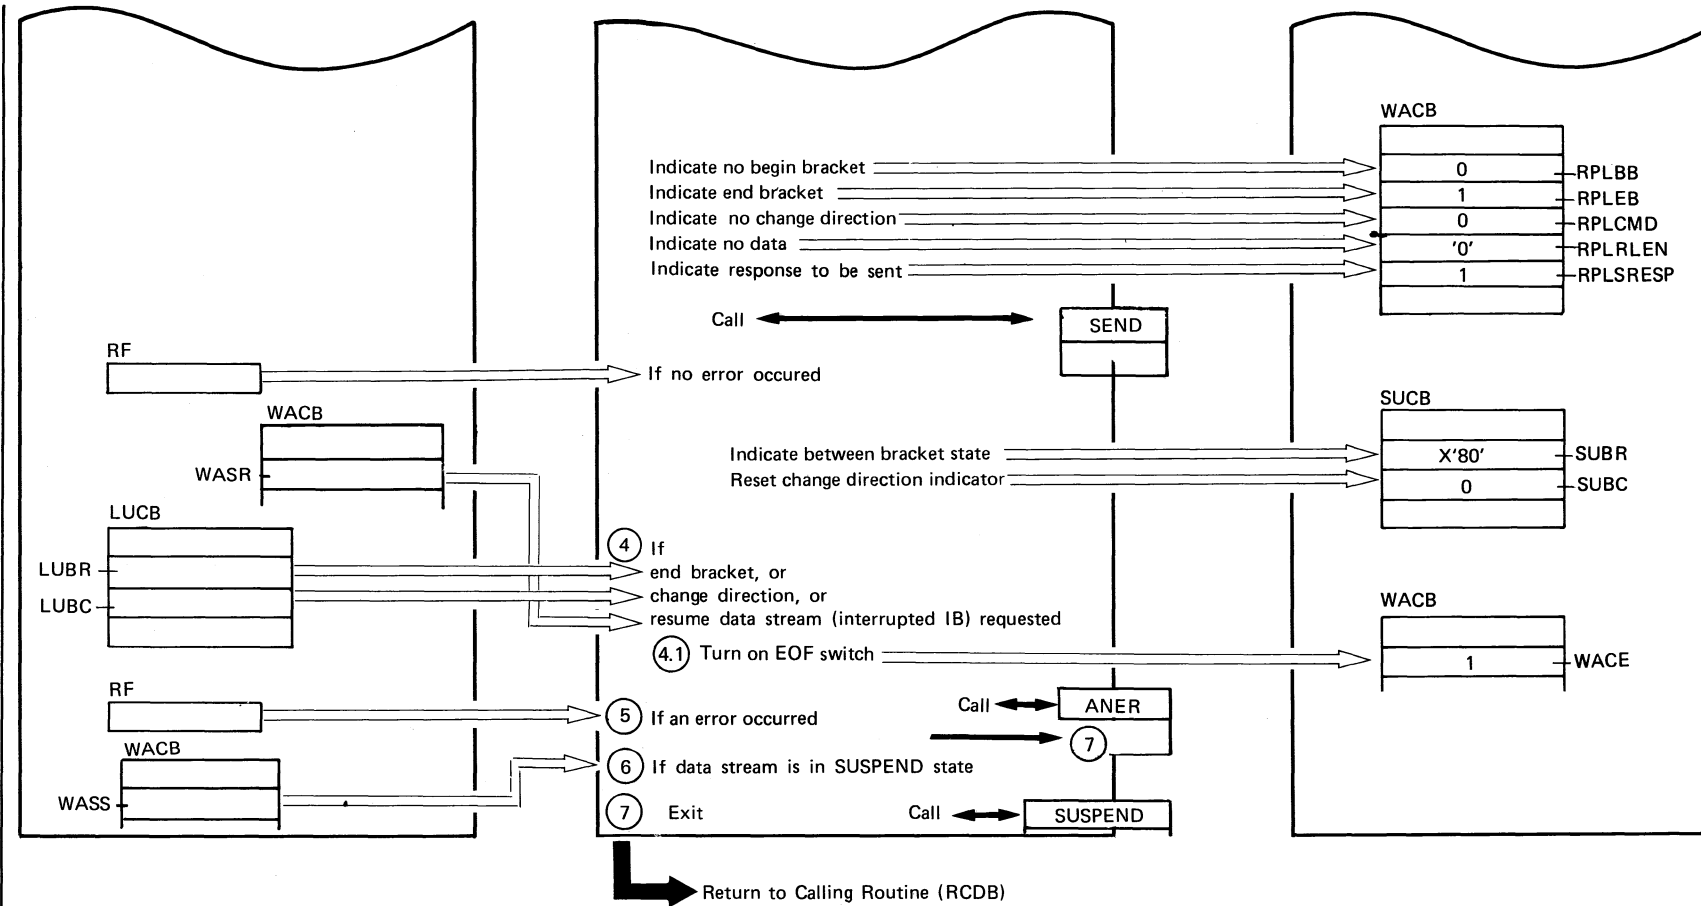 WACB
Indicate no begin bracket
0
RPLBB
Indicate end bracket
1
RPLEB
Indicate no change direction
0
RPLCMD
Indicate no data
'0'
RPLRLEN
Indicate response to be sent
1
RPLSRESP
Call
SEND
RF
If no error occured
WACB
WASR
SUCB
Indicate between bracket state
X'80'
SUBR
Reset change direction indicator
0
SUBC
LUCB
4 If
LUBR
end bracket, or
LUBC
change direction, or
resume data stream (interrupted IB) requested
WACB
4.1 Turn on EOF switch
1
WACE
RF
5 If an error occurred
Call
ANER
7
WACB
6 If data stream is in SUSPEND state
WASS
7 Exit
Call
SUSPEND
Return to Calling Routine (RCDB)